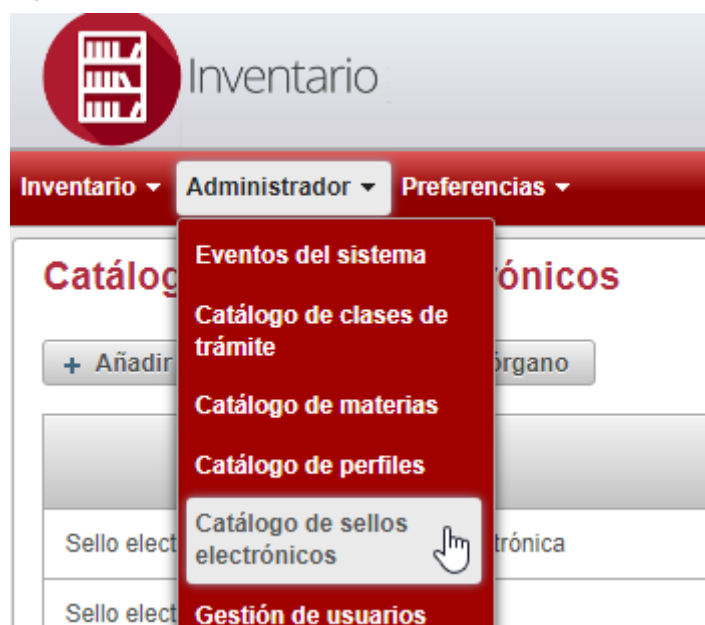 Inventario
Inventario Administrador Preferencias
Eventos del sistema
Catálog ónicos
Catálogo de clases de
trámite
+ Añadir órgano
Catálogo de materias
Catálogo de perfiles
Catálogo de sellos
electrónicos
Sello elect trónica
Sello elect
Gestión de usuarios